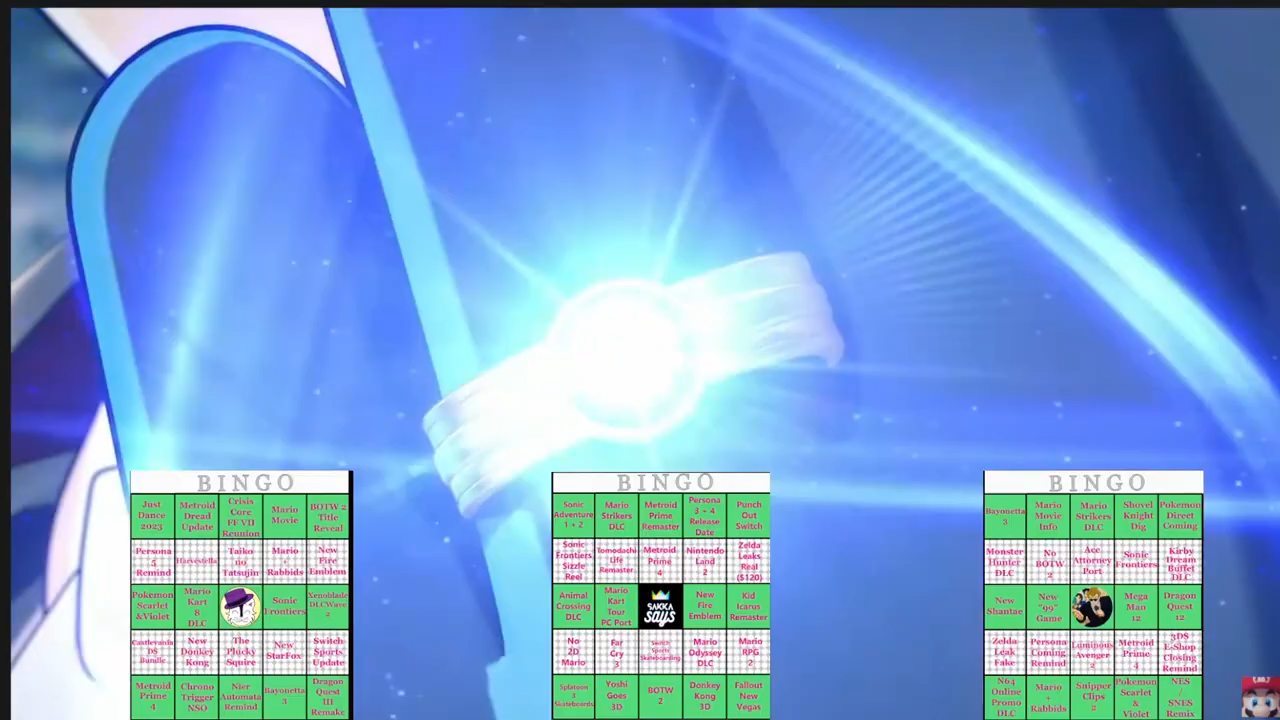 BINGO
Just Dance 2023
Metroid Dread Update
Crisis Core FFVII Reunion
Mario Movie
BOTW 2 Title Reveal
Persona 5 Remind
Harvestella
Taiko no Tatsujin
Mario + Rabbids
New Fire Emblem
Pokemon Scarlet &Violet
Mario Kart 8 DLC
Sonic Frontiers
Xenoblade DLCWave 2
Castlevania DS Bundle
New Donkey Kong
The Plucky Squire
New StarFox
Switch Sports Update
Metroid Prime 4
Chrono Trigger NSO
Nier Automata Remind
Bayonetta 3
Dragon Quest III Remake
BINGO
Sonic Adventure 1 + 2
Mario Strikers DLC
Metroid Prime Remaster
Persona 3 + 4 Release Date
Punch Out Switch
Sonic Frontiers Sizzle Reel
Tomodachi Life Remaster
Metroid Prime 4
Nintendo Land 2
Zelda Leaks Real ($120)
Animal Crossing DLC
Mario Kart Tour PC Port
SAKKA says
New Fire Emblem
Kid Icarus Remaster
No 2D Mario
Far Cry 3
Switch Sports Skateboarding
Mario Odyssey DLC
Mario RPG 2
Splatoon 3 Skateboards
Yoshi Goes 3D
BOTW 2
Donkey Kong 3D
Fallout New Vegas
BINGO
Bayonetta 3
Mario Movie Info
Mario Strikers DLC
Shovel Knight Dig
Pokemon Direct Coming
Monster Hunter DLC
No BOTW 2
Ace Attorney Port
Sonic Frontiers
Kirby Dream Buffet DLC
New Shantae
New "99" Game
Mega Man 12
Dragon Quest 12
Zelda Leak Fake
Persona Coming Remind
Luminous Avenger 2
Metroid Prime 4
3DS E-Shop Closing Remind
N64 Online Promo DLC
Mario + Rabbids
Snipper Clips 2
Pokemon Scarlet & Violet
NES / SNES Remix